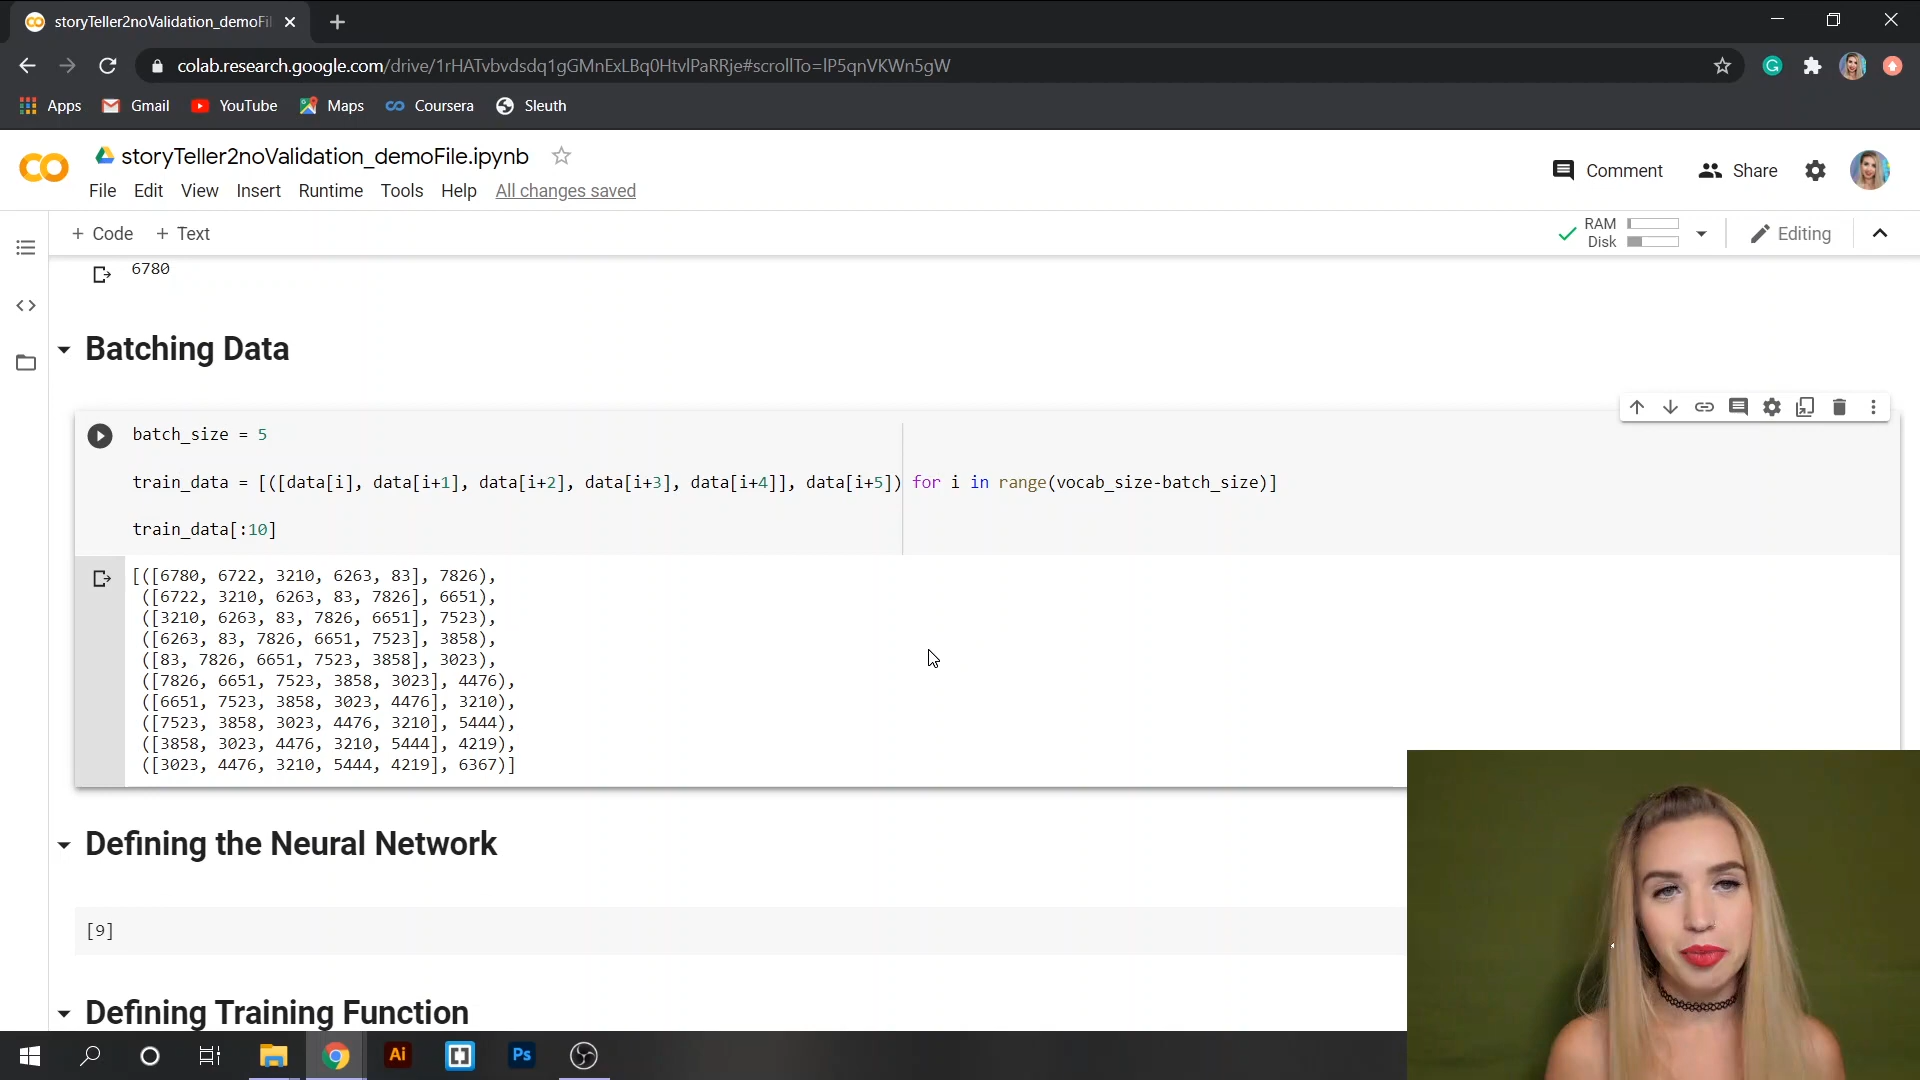 storyTeller2noValidation_demoFil
colab.research.google.com/drive/1rHATvbvdsdq1gGMnExLBq0HtvlPaRRje#scrollTo=IP5qnVKWn5gW
Apps Gmail YouTube Maps Coursera Sleuth
storyTeller2noValidation_demoFile.ipynb
Comment Share
File Edit View Insert Runtime Tools Help All changes saved
+ Code + Text
RAM
Disk
Editing
6780
Batching Data
batch_size = 5
train_data = [([data[i], data[i+1], data[i+2], data[i+3], data[i+4]], data[i+5]) for i in range(vocab_size-batch_size)]
train_data[:10]
[([6780, 6722, 3210, 6263, 83], 7826),
([6722, 3210, 6263, 83, 7826], 6651),
([3210, 6263, 83, 7826, 6651], 7523),
([6263, 83, 7826, 6651, 7523], 3858),
([83, 7826, 6651, 7523, 3858], 3023),
([7826, 6651, 7523, 3858, 3023], 4476),
([6651, 7523, 3858, 3023, 4476], 3210),
([7523, 3858, 3023, 4476, 3210], 5444),
([3858, 3023, 4476, 3210, 5444], 4219),
([3023, 4476, 3210, 5444, 4219], 6367)]
Defining the Neural Network
[9]
Defining Training Function
Ai
Ps